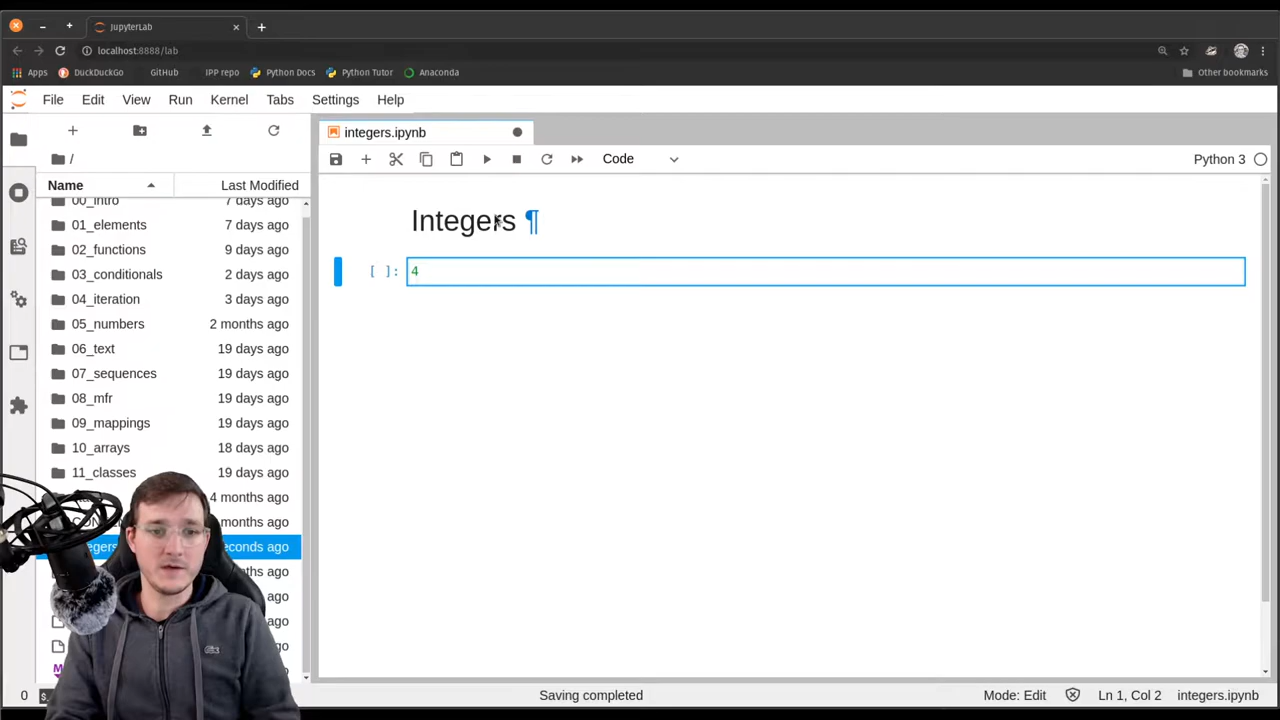 JupyterLab
localhost:8888/lab
Apps DuckDuckGo GitHub IPP repo Python Docs Python Tutor Anaconda Other bookmarks
File Edit View Run Kernel Tabs Settings Help
integers.ipynb
/
Code Python 3
Name Last Modified
00_intro 7 days ago
01_elements 7 days ago
02_functions 9 days ago
03_conditionals 2 days ago
04_iteration 3 days ago
05_numbers 2 months ago
06_text 19 days ago
07_sequences 19 days ago
08_mfr 19 days ago
09_mappings 19 days ago
10_arrays 18 days ago
11_classes 19 days ago
4 months ago
months ago
ago
ago
ago
ago
ago
Integers ¶
[ ]: 4
0 $_ Saving completed Mode: Edit Ln 1, Col 2 integers.ipynb